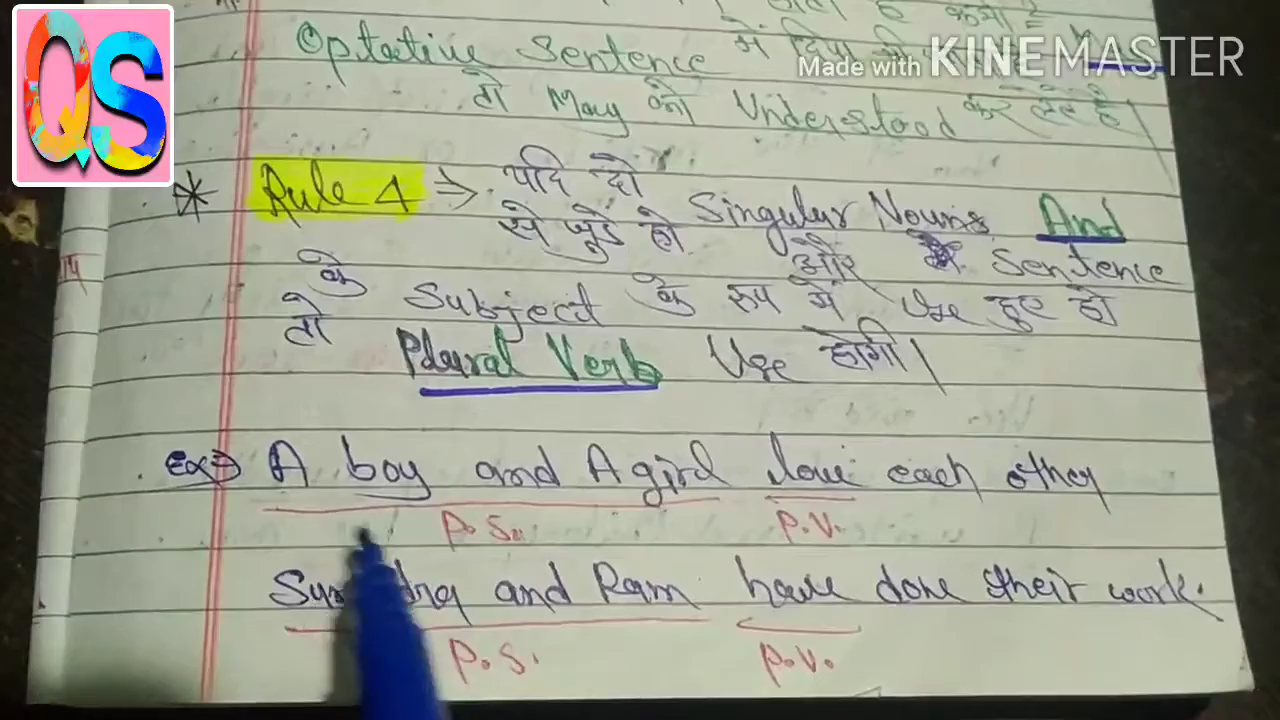 QS
Made with KINEMASTER
Optative Sentence में
तो May को Understood कर लेते है।
* Rule 4 ⇒ यदि दो Singular Nouns And
से जुड़े हो और Sentence
के Subject के रूप में Use हुए हो
तो Plural Verb Use होगी।
Ex⇒ A boy and A girl love each other
P.S. P.V.
and Ram have done their work.
P.S. P.V.